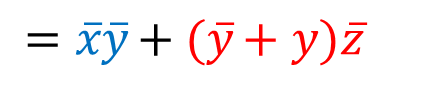 = x̄ȳ + (ȳ + y)z̄